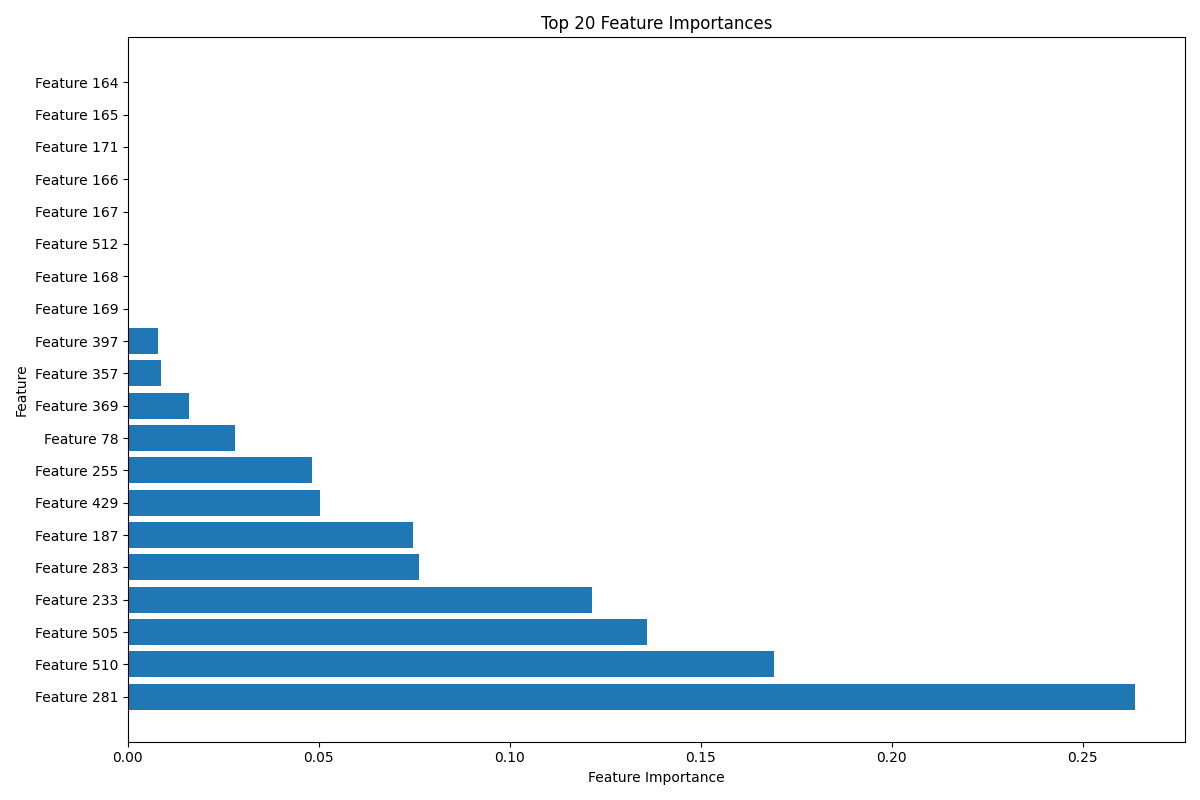 Top 20 Feature Importances
Feature
Feature 164
Feature 165
Feature 171
Feature 166
Feature 167
Feature 512
Feature 168
Feature 169
Feature 397
Feature 357
Feature 369
Feature 78
Feature 255
Feature 429
Feature 187
Feature 283
Feature 233
Feature 505
Feature 510
Feature 281
0.00 0.05 0.10 0.15 0.20 0.25
Feature Importance